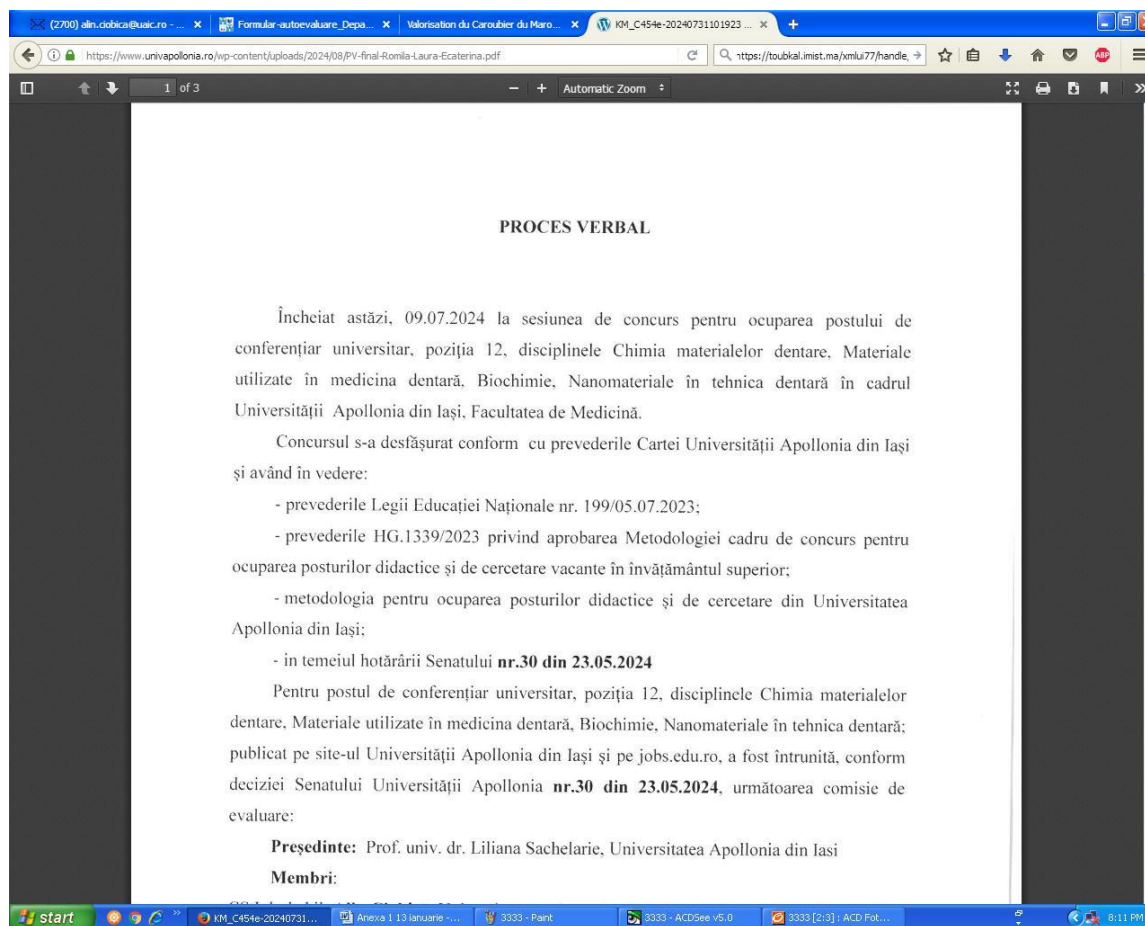 (2700) alin.ciobica@uaic.ro - ...
Formular-autoevaluare_Depa...
Valorisation du Caroubier du Maro...
KM_C454e-20240731101923 ...
https://www.univapollonia.ro/wp-content/uploads/2024/08/PV-final-Romila-Laura-Ecaterina.pdf
https://toubkal.imist.ma/xmlui77/handle,
ABP
1 of 3
Automatic Zoom
PROCES VERBAL
Încheiat astăzi, 09.07.2024 la sesiunea de concurs pentru ocuparea postului de
conferențiar universitar, poziția 12, disciplinele Chimia materialelor dentare, Materiale
utilizate în medicina dentară, Biochimie, Nanomateriale în tehnica dentară în cadrul
Universității Apollonia din Iași, Facultatea de Medicină.
Concursul s-a desfășurat conform cu prevederile Cartei Universității Apollonia din Iași
și având în vedere:
- prevederile Legii Educației Naționale nr. 199/05.07.2023;
- prevederile HG.1339/2023 privind aprobarea Metodologiei cadru de concurs pentru
ocuparea posturilor didactice și de cercetare vacante în învățământul superior;
- metodologia pentru ocuparea posturilor didactice și de cercetare din Universitatea
Apollonia din Iași;
- in temeiul hotărârii Senatului nr.30 din 23.05.2024
Pentru postul de conferențiar universitar, poziția 12, disciplinele Chimia materialelor
dentare, Materiale utilizate în medicina dentară, Biochimie, Nanomateriale în tehnica dentară;
publicat pe site-ul Universității Apollonia din Iași și pe jobs.edu.ro, a fost întrunită, conform
deciziei Senatului Universității Apollonia nr.30 din 23.05.2024, următoarea comisie de
evaluare:
Președinte: Prof. univ. dr. Liliana Sachelarie, Universitatea Apollonia din Iasi
Membri:
start
KM_C454e-20240731...
Anexa 1 13 ianuarie -...
3333 - Paint
3333 - ACDSee v5.0
3333 [2:3] : ACD Fot...
8:11 PM